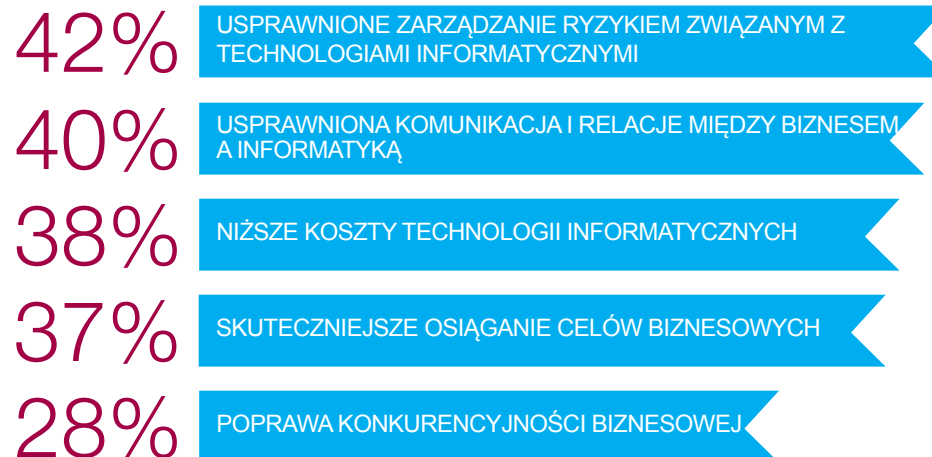 42%
USPRAWNIONE ZARZĄDZANIE RYZYKIEM ZWIĄZANYM Z
TECHNOLOGIAMI INFORMATYCZNYMI
40%
USPRAWNIONA KOMUNIKACJA I RELACJE MIĘDZY BIZNESEM
A INFORMATYKĄ
38%
NIŻSZE KOSZTY TECHNOLOGII INFORMATYCZNYCH
37%
SKUTECZNIEJSZE OSIĄGANIE CELÓW BIZNESOWYCH
28%
POPRAWA KONKURENCYJNOŚCI BIZNESOWEJ